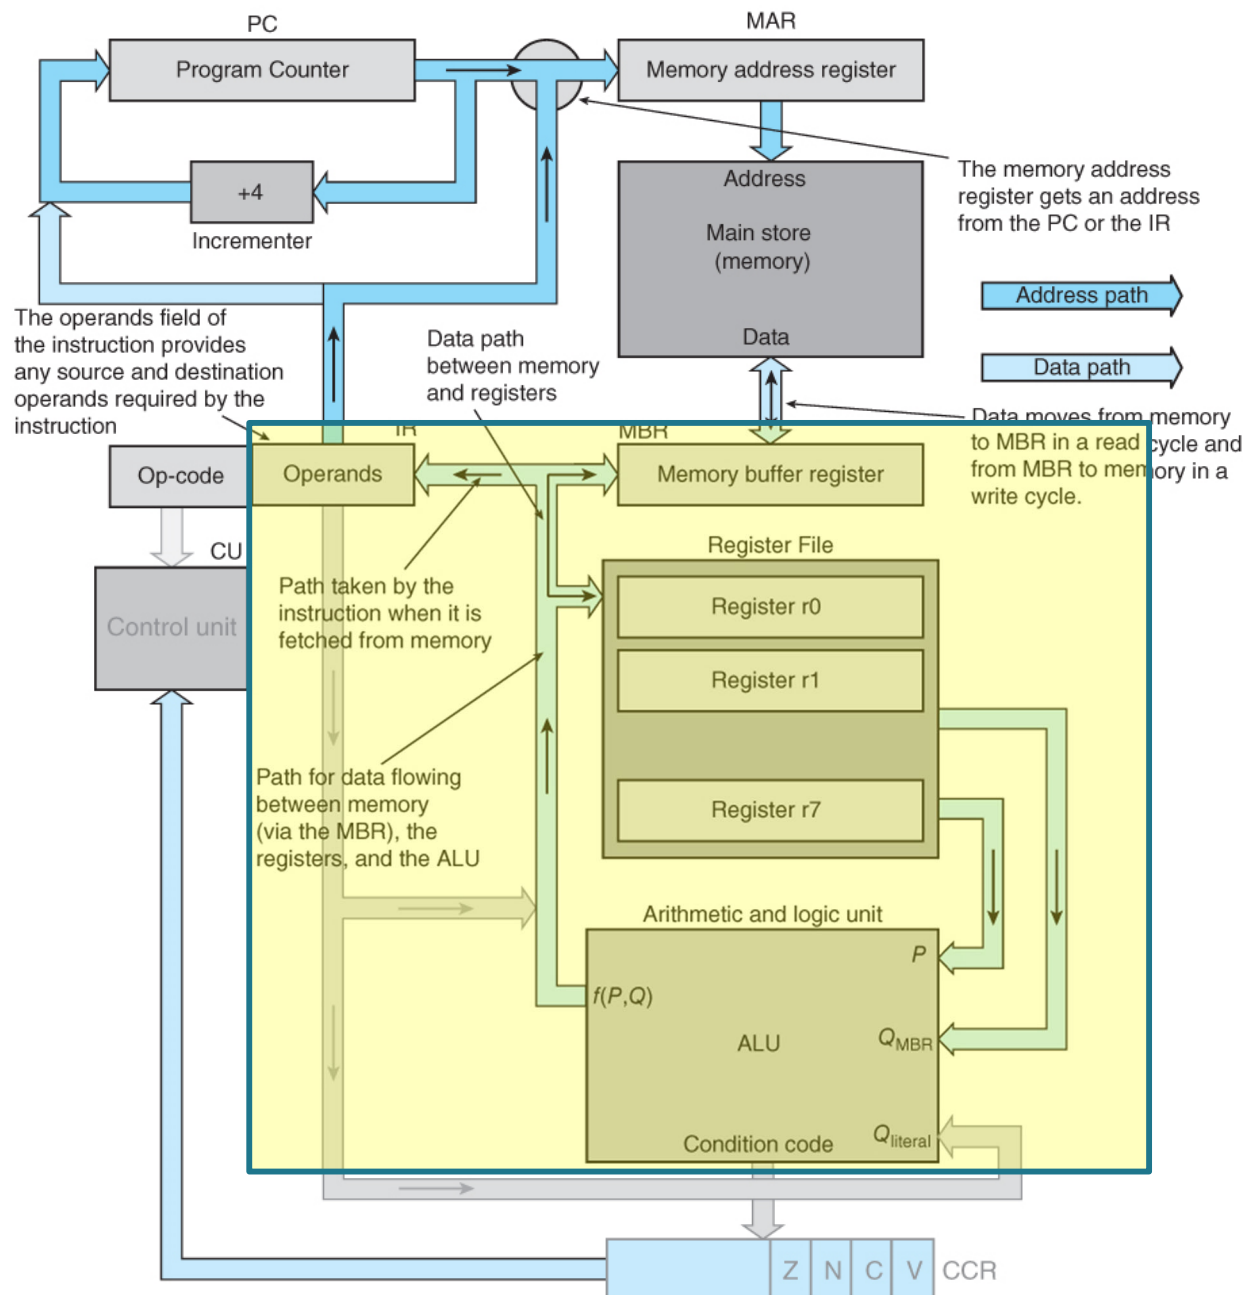 PC
MAR
Program Counter
Memory address register
+4
Incrementer
Address
Main store
(memory)
Data
The memory address
register gets an address
from the PC or the IR
Address path
Data path
The operands field of
the instruction provides
any source and destination
operands required by the
instruction
Data path
between memory
and registers
Data moves from memory
to MBR in a read cycle and
from MBR to memory in a
write cycle.
IR
MBR
Op-code
Operands
Memory buffer register
CU
Control unit
Path taken by the
instruction when it is
fetched from memory
Register File
Register r0
Register r1
Register r7
Path for data flowing
between memory
(via the MBR), the
registers, and the ALU
Arithmetic and logic unit
P
f(P,Q)
ALU
QMBR
Qliteral
Condition code
Z N C V CCR